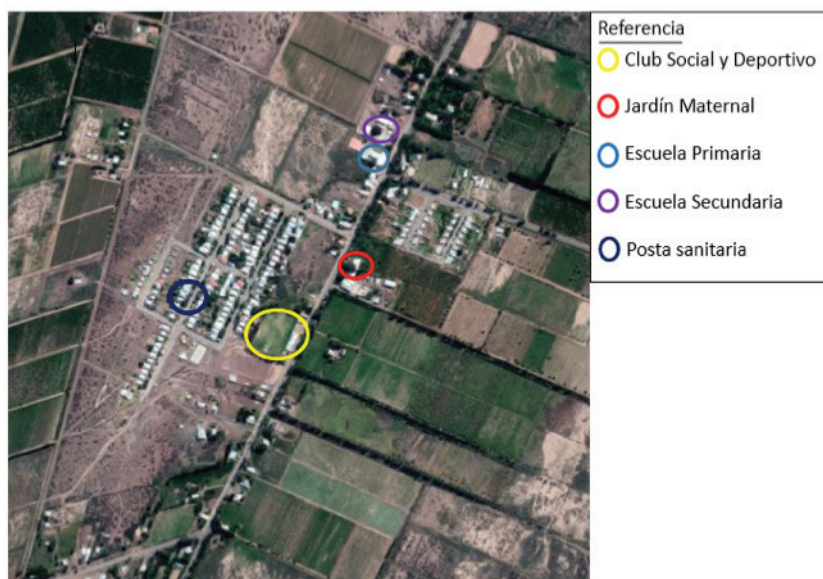 Referencia
Club Social y Deportivo
Jardín Maternal
Escuela Primaria
Escuela Secundaria
Posta sanitaria